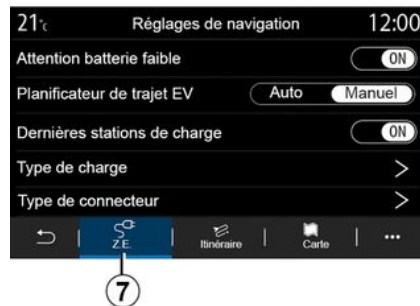 21°c Réglages de navigation 12:00
Attention batterie faible ON
Planificateur de trajet EV Auto Manuel
Dernières stations de charge ON
Type de charge >
Type de connecteur >
Z.E. Itinéraire Carte ...
7